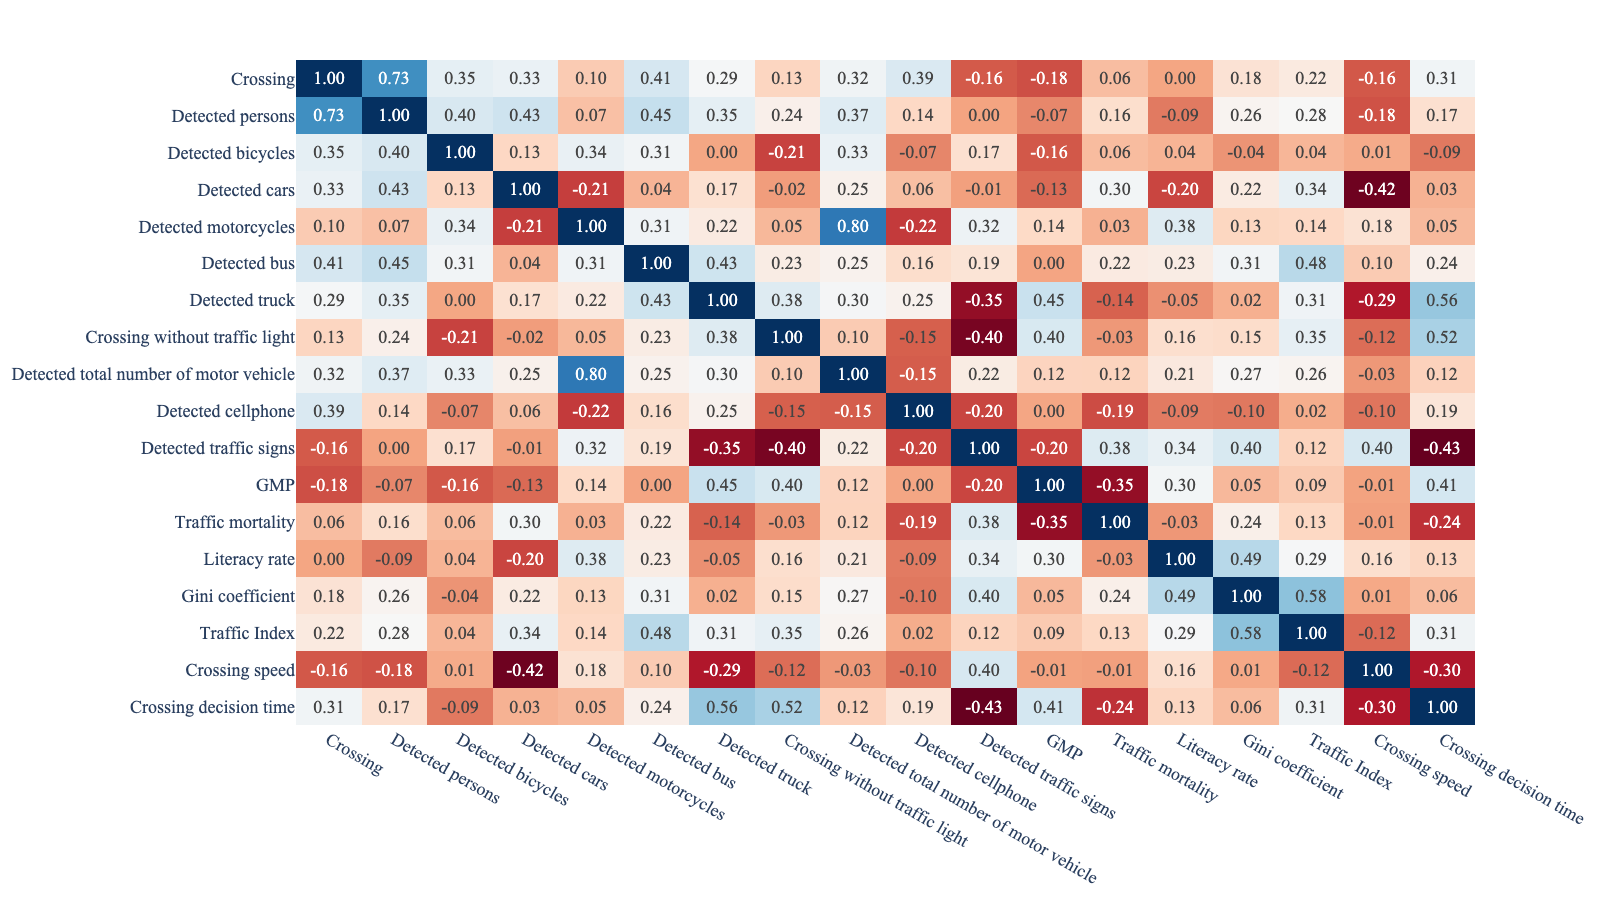 Crossing 1.00 0.73 0.35 0.33 0.10 0.41 0.29 0.13 0.32 0.39 -0.16 -0.18 0.06 0.00 0.18 0.22 -0.16 0.31
Detected persons 0.73 1.00 0.40 0.43 0.07 0.45 0.35 0.24 0.37 0.14 0.00 -0.07 0.16 -0.09 0.26 0.28 -0.18 0.17
Detected bicycles 0.35 0.40 1.00 0.13 0.34 0.31 0.00 -0.21 0.33 -0.07 0.17 -0.16 0.06 0.04 -0.04 0.04 0.01 -0.09
Detected cars 0.33 0.43 0.13 1.00 -0.21 0.04 0.17 -0.02 0.25 0.06 -0.01 -0.13 0.30 -0.20 0.22 0.34 -0.42 0.03
Detected motorcycles 0.10 0.07 0.34 -0.21 1.00 0.31 0.22 0.05 0.80 -0.22 0.32 0.14 0.03 0.38 0.13 0.14 0.18 0.05
Detected bus 0.41 0.45 0.31 0.04 0.31 1.00 0.43 0.23 0.25 0.16 0.19 0.00 0.22 0.23 0.31 0.48 0.10 0.24
Detected truck 0.29 0.35 0.00 0.17 0.22 0.43 1.00 0.38 0.30 0.25 -0.35 0.45 -0.14 -0.05 0.02 0.31 -0.29 0.56
Crossing without traffic light 0.13 0.24 -0.21 -0.02 0.05 0.23 0.38 1.00 0.10 -0.15 -0.40 0.40 -0.03 0.16 0.15 0.35 -0.12 0.52
Detected total number of motor vehicle 0.32 0.37 0.33 0.25 0.80 0.25 0.30 0.10 1.00 -0.15 0.22 0.12 0.12 0.21 0.27 0.26 -0.03 0.12
Detected cellphone 0.39 0.14 -0.07 0.06 -0.22 0.16 0.25 -0.15 -0.15 1.00 -0.20 0.00 -0.19 -0.09 -0.10 0.02 -0.10 0.19
Detected traffic signs -0.16 0.00 0.17 -0.01 0.32 0.19 -0.35 -0.40 0.22 -0.20 1.00 -0.20 0.38 0.34 0.40 0.12 0.40 -0.43
GMP -0.18 -0.07 -0.16 -0.13 0.14 0.00 0.45 0.40 0.12 0.00 -0.20 1.00 -0.35 0.30 0.05 0.09 -0.01 0.41
Traffic mortality 0.06 0.16 0.06 0.30 0.03 0.22 -0.14 -0.03 0.12 -0.19 0.38 -0.35 1.00 -0.03 0.24 0.13 -0.01 -0.24
Literacy rate 0.00 -0.09 0.04 -0.20 0.38 0.23 -0.05 0.16 0.21 -0.09 0.34 0.30 -0.03 1.00 0.49 0.29 0.16 0.13
Gini coefficient 0.18 0.26 -0.04 0.22 0.13 0.31 0.02 0.15 0.27 -0.10 0.40 0.05 0.24 0.49 1.00 0.58 0.01 0.06
Traffic Index 0.22 0.28 0.04 0.34 0.14 0.48 0.31 0.35 0.26 0.02 0.12 0.09 0.13 0.29 0.58 1.00 -0.12 0.31
Crossing speed -0.16 -0.18 0.01 -0.42 0.18 0.10 -0.29 -0.12 -0.03 -0.10 0.40 -0.01 -0.01 0.16 0.01 -0.12 1.00 -0.30
Crossing decision time 0.31 0.17 -0.09 0.03 0.05 0.24 0.56 0.52 0.12 0.19 -0.43 0.41 -0.24 0.13 0.06 0.31 -0.30 1.00
Crossing
Detected persons
Detected bicycles
Detected cars
Detected motorcycles
Detected bus
Detected truck
Crossing without traffic light
Detected total number of motor vehicle
Detected cellphone
Detected traffic signs
GMP
Traffic mortality
Literacy rate
Gini coefficient
Traffic Index
Crossing speed
Crossing decision time